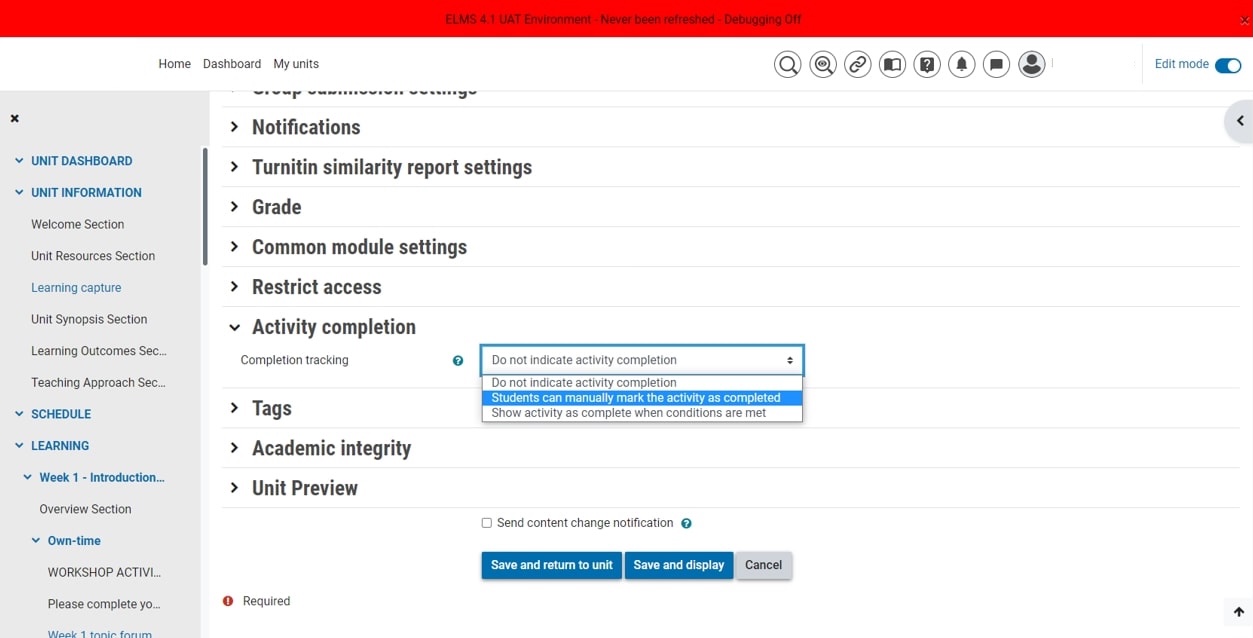 ELMS 4.1 UAT Environment - Never been refreshed - Debugging Off
Home Dashboard My units
Edit mode
Group submission settings
Notifications
Turnitin similarity report settings
Grade
Common module settings
Restrict access
Activity completion
Completion tracking
Do not indicate activity completion
Do not indicate activity completion
Students can manually mark the activity as completed
Show activity as complete when conditions are met
Tags
Academic integrity
Unit Preview
Send content change notification
Save and return to unit Save and display Cancel
Required
UNIT DASHBOARD
UNIT INFORMATION
Welcome Section
Unit Resources Section
Learning capture
Unit Synopsis Section
Learning Outcomes Sec...
Teaching Approach Sec...
SCHEDULE
LEARNING
Week 1 - Introduction...
Overview Section
Own-time
WORKSHOP ACTIVI...
Please complete yo...
Week 1 topic forum